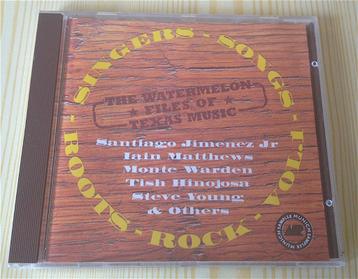 SINGERS - SONGS -
ROOTS - ROCK - VOL.1 -
THE WATERMELON
★ FILES OF ★
TEXAS MUSIC
Santiago Jimenez Jr
Iain Matthews
Monte Warden
Tish Hinojosa
Steve Young
& Others